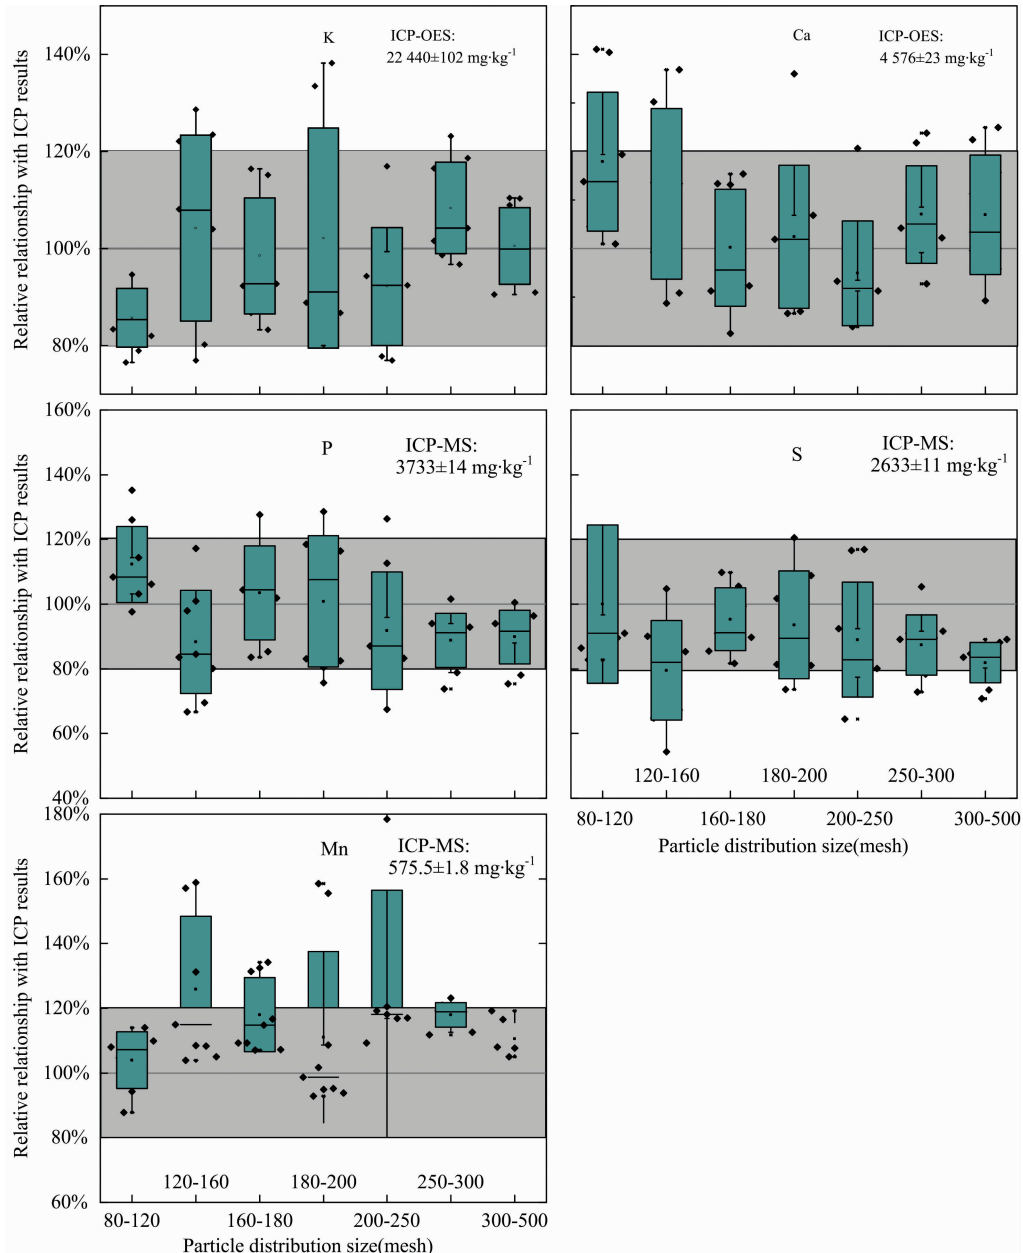 Relative relationship with ICP results
140%
120%
100%
80%
K
ICP-OES:
22 440±102 mg·kg-1
Ca
ICP-OES:
4 576±23 mg·kg-1
Relative relationship with ICP results
160%
140%
120%
100%
80%
60%
40%
P
ICP-MS:
3733±14 mg·kg-1
S
ICP-MS:
2633±11 mg·kg-1
120-160
180-200
250-300
80-120
160-180
200-250
300-500
Particle distribution size(mesh)
Relative relationship with ICP results
180%
160%
140%
120%
100%
80%
60%
Mn
ICP-MS:
575.5±1.8 mg·kg-1
120-160
180-200
250-300
80-120
160-180
200-250
300-500
Particle distribution size(mesh)